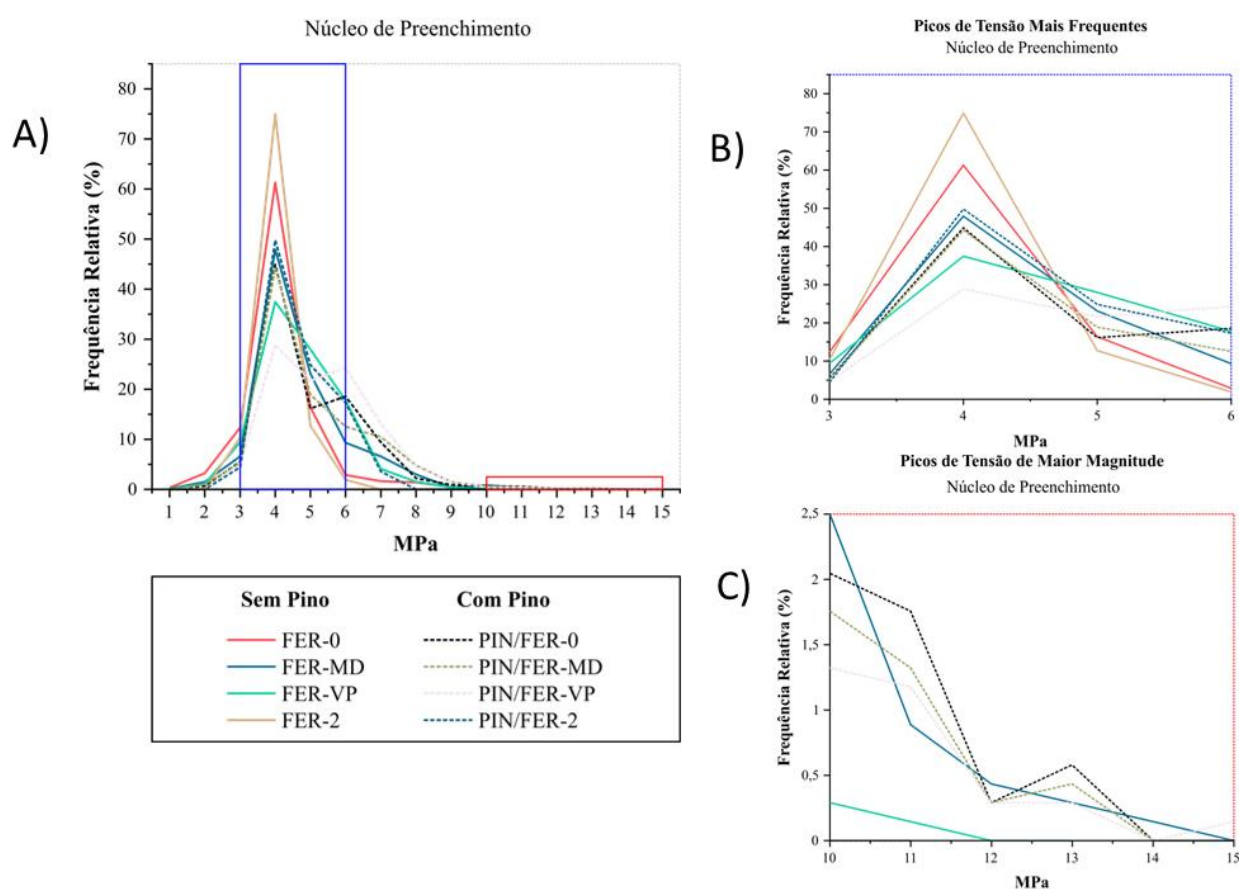 Núcleo de Preenchimento
A)
Frequência Relativa (%)
80
70
60
50
40
30
20
10
0
1 2 3 4 5 6 7 8 9 10 11 12 13 14 15
MPa
Sem Pino Com Pino
FER-0 PIN/FER-0
FER-MD PIN/FER-MD
FER-VP PIN/FER-VP
FER-2 PIN/FER-2
Picos de Tensão Mais Frequentes
Núcleo de Preenchimento
B)
Frequência Relativa (%)
80
70
60
50
40
30
20
10
0
3 4 5 6
MPa
Picos de Tensão de Maior Magnitude
Núcleo de Preenchimento
C)
Frequência Relativa (%)
2,5
2
1,5
1
0,5
0
10 11 12 13 14 15
MPa